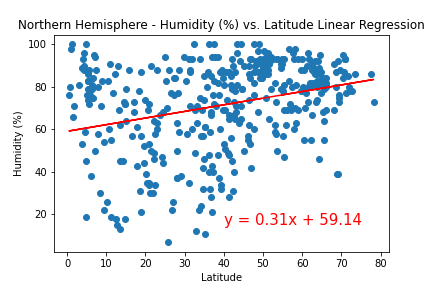 Northern Hemisphere - Humidity (%) vs. Latitude Linear Regression
100
80
60
40
20
Humidity (%)
y = 0.31x + 59.14
0 10 20 30 40 50 60 70 80
Latitude